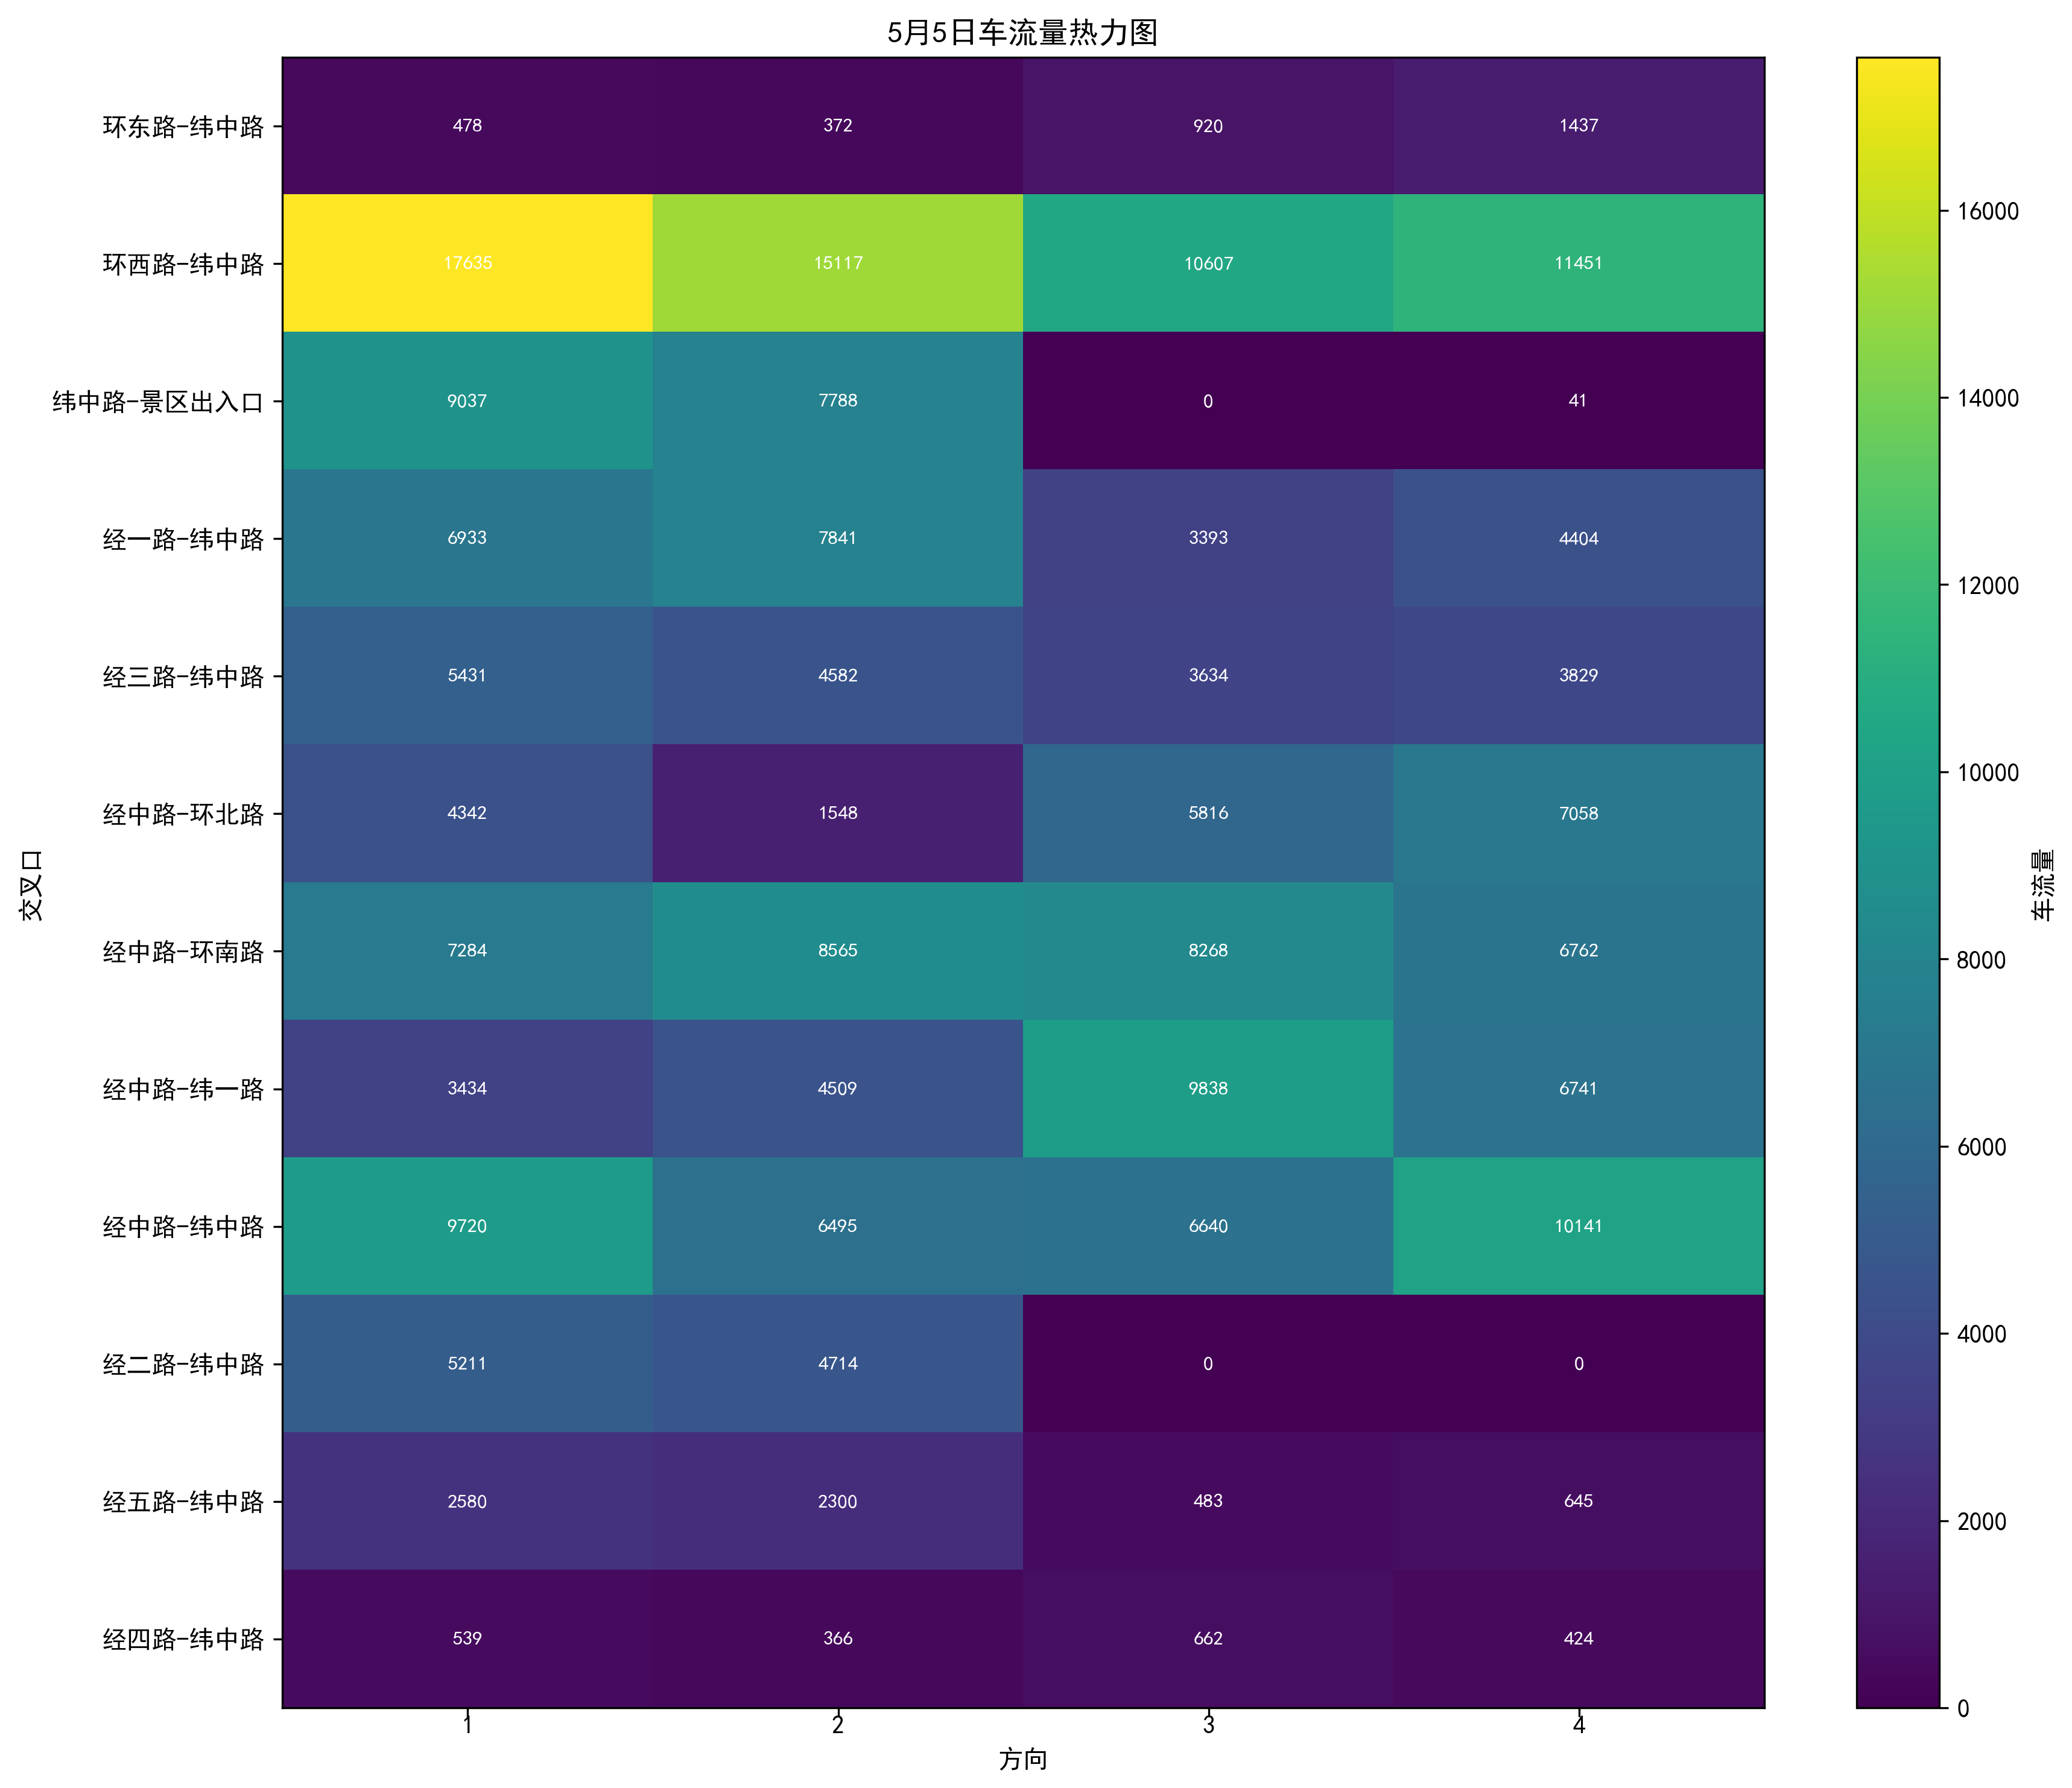 5月5日车流量热力图
环东路-纬中路 478 372 920 1437
环西路-纬中路 17635 15117 10607 11451
纬中路-景区出入口 9037 7788 0 41
经一路-纬中路 6933 7841 3393 4404
经三路-纬中路 5431 4582 3634 3829
经中路-环北路 4342 1548 5816 7058
经中路-环南路 7284 8565 8268 6762
经中路-纬一路 3434 4509 9838 6741
经中路-纬中路 9720 6495 6640 10141
经二路-纬中路 5211 4714 0 0
经五路-纬中路 2580 2300 483 645
经四路-纬中路 539 366 662 424
1 2 3 4
方向
交叉口
16000
14000
12000
10000
8000
6000
4000
2000
0
车流量